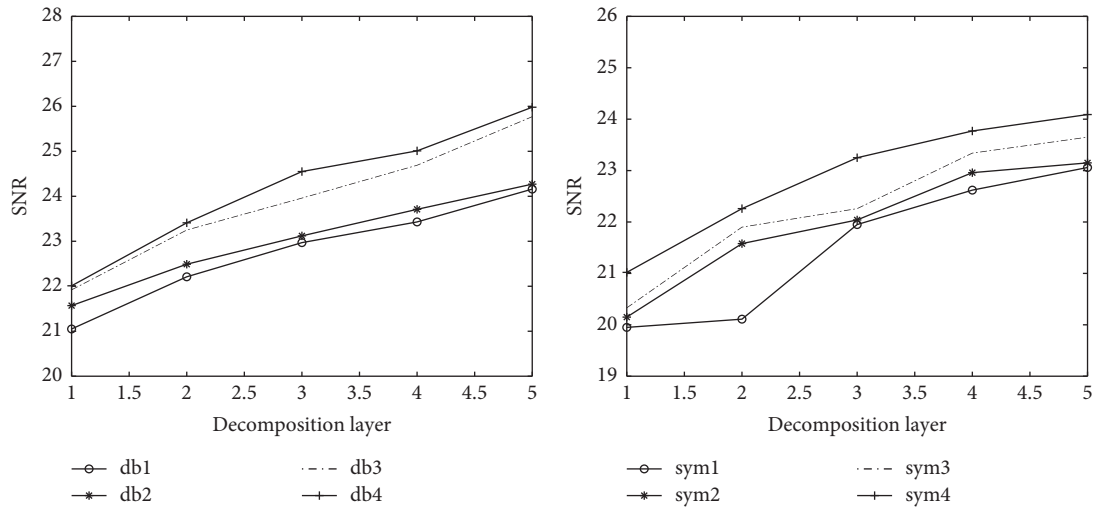 28
27
26
25
24
23
22
21
20
SNR
1 1.5 2 2.5 3 3.5 4 4.5 5
Decomposition layer
db1 db3
db2 db4
26
25
24
23
22
21
20
19
SNR
1 1.5 2 2.5 3 3.5 4 4.5 5
Decomposition layer
sym1 sym3
sym2 sym4